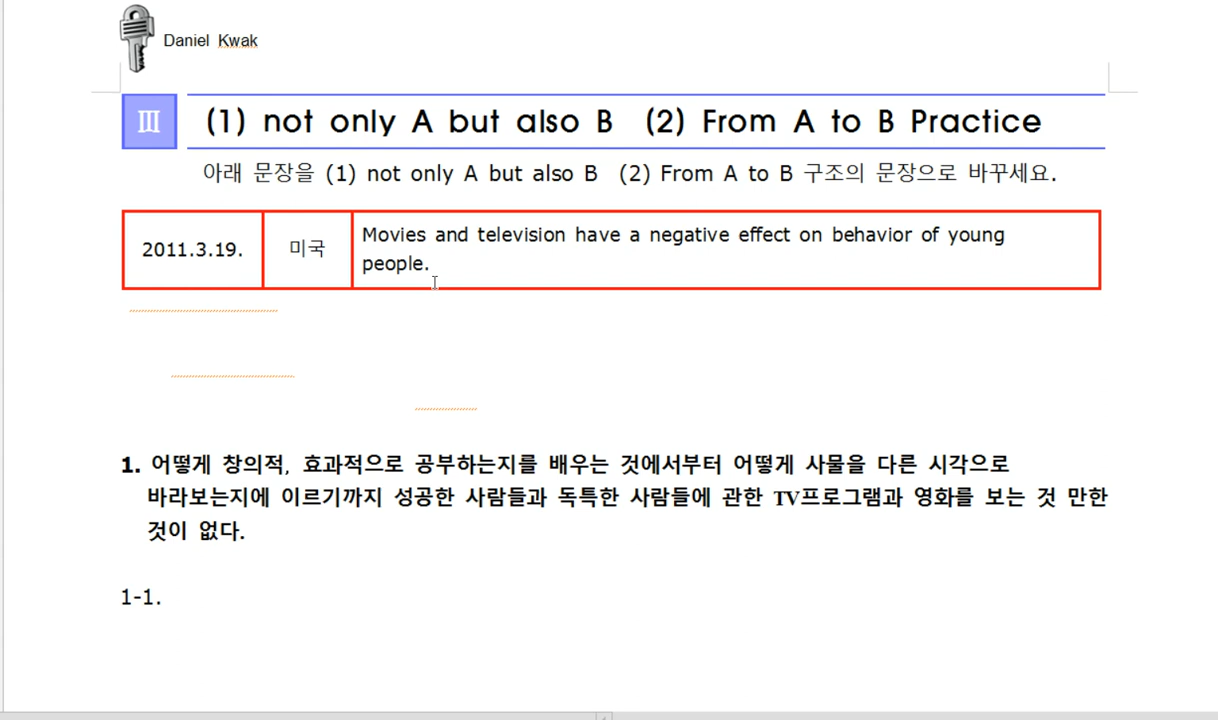 Daniel Kwak
Ⅲ (1) not only A but also B (2) From A to B Practice
아래 문장을 (1) not only A but also B (2) From A to B 구조의 문장으로 바꾸세요.
2011.3.19. 미국 Movies and television have a negative effect on behavior of young
people.
1. 어떻게 창의적, 효과적으로 공부하는지를 배우는 것에서부터 어떻게 사물을 다른 시각으로
바라보는지에 이르기까지 성공한 사람들과 독특한 사람들에 관한 TV프로그램과 영화를 보는 것 만한
것이 없다.
1-1.